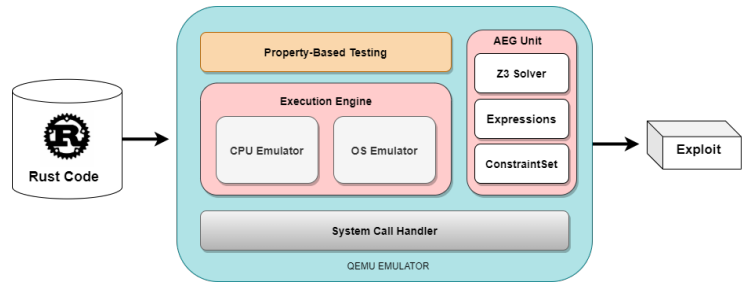 Rust Code
Property-Based Testing
Execution Engine
CPU Emulator
OS Emulator
System Call Handler
QEMU EMULATOR
AEG Unit
Z3 Solver
Expressions
ConstraintSet
Exploit